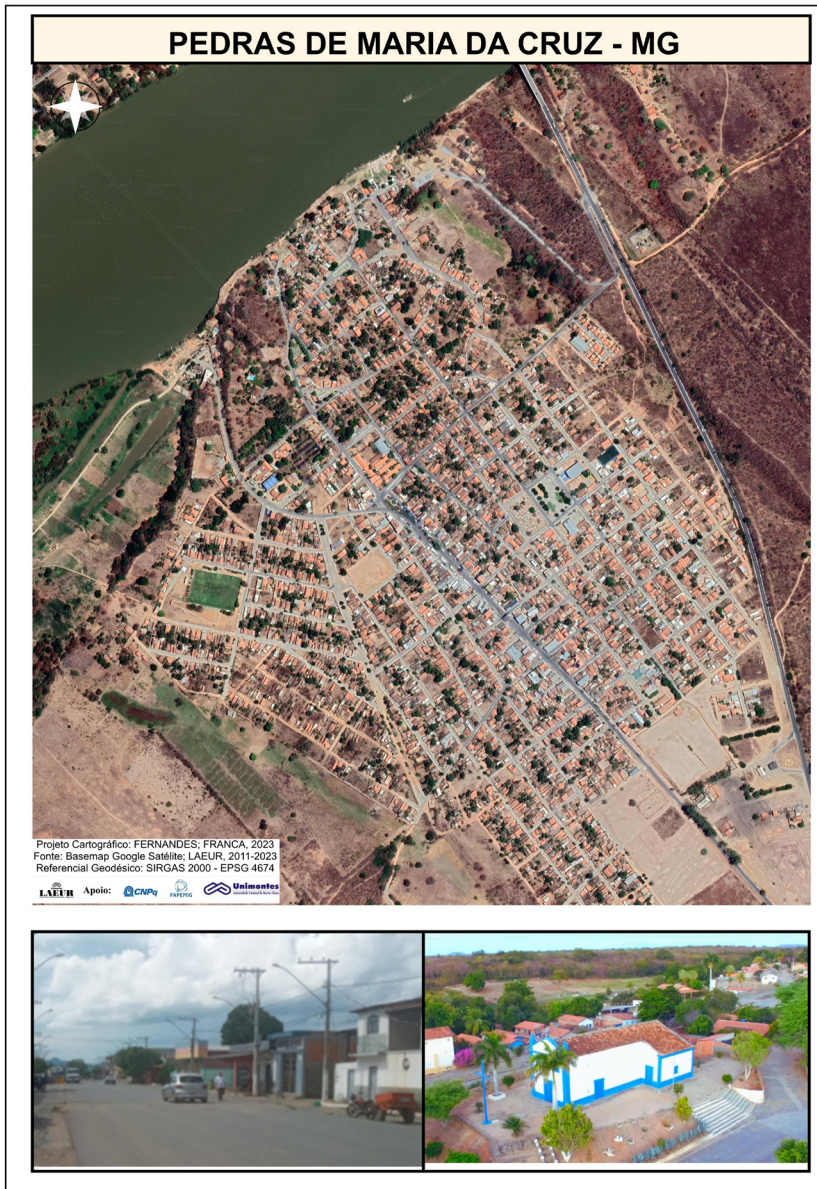 PEDRAS DE MARIA DA CRUZ - MG
Projeto Cartográfico: FERNANDES; FRANCA, 2023
Fonte: Basemap Google Satélite; LAEUR, 2011-2023
Referencial Geodésico: SIRGAS 2000 - EPSG 4674
LAEUR Apoio: CNPq FAPEMIG Unimontes